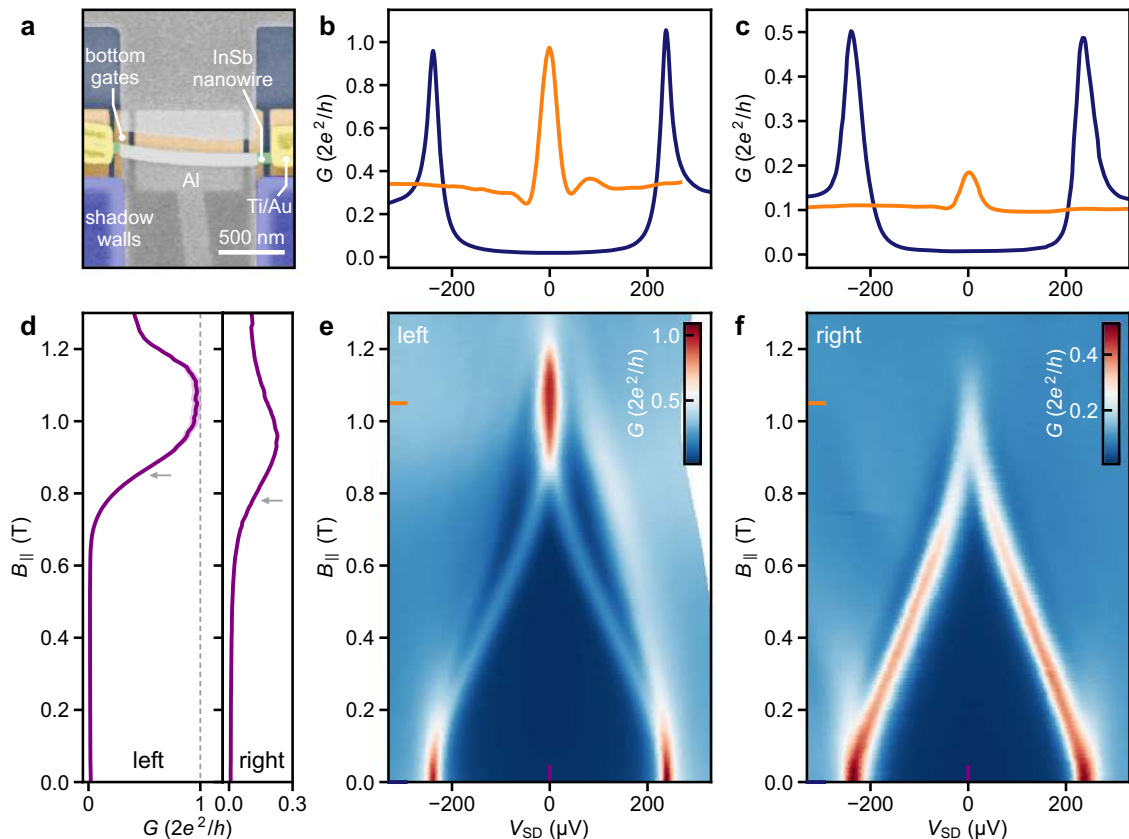 a
bottom
gates
InSb
nanowire
Al
Ti/Au
shadow
walls
500 nm
b
G (2e²/h)
1.0
0.8
0.6
0.4
0.2
0.0
−200
0
200
c
G (2e²/h)
0.5
0.4
0.3
0.2
0.1
0.0
−200
0
200
d
B|| (T)
1.2
1.0
0.8
0.6
0.4
0.2
0.0
left
right
0
1
0.0
0.3
G (2e²/h)
e
left
G (2e²/h)
1.0
0.5
B|| (T)
1.2
1.0
0.8
0.6
0.4
0.2
0.0
−200
0
200
VSD (µV)
f
right
G (2e²/h)
0.4
0.2
B|| (T)
1.2
1.0
0.8
0.6
0.4
0.2
0.0
−200
0
200
VSD (µV)